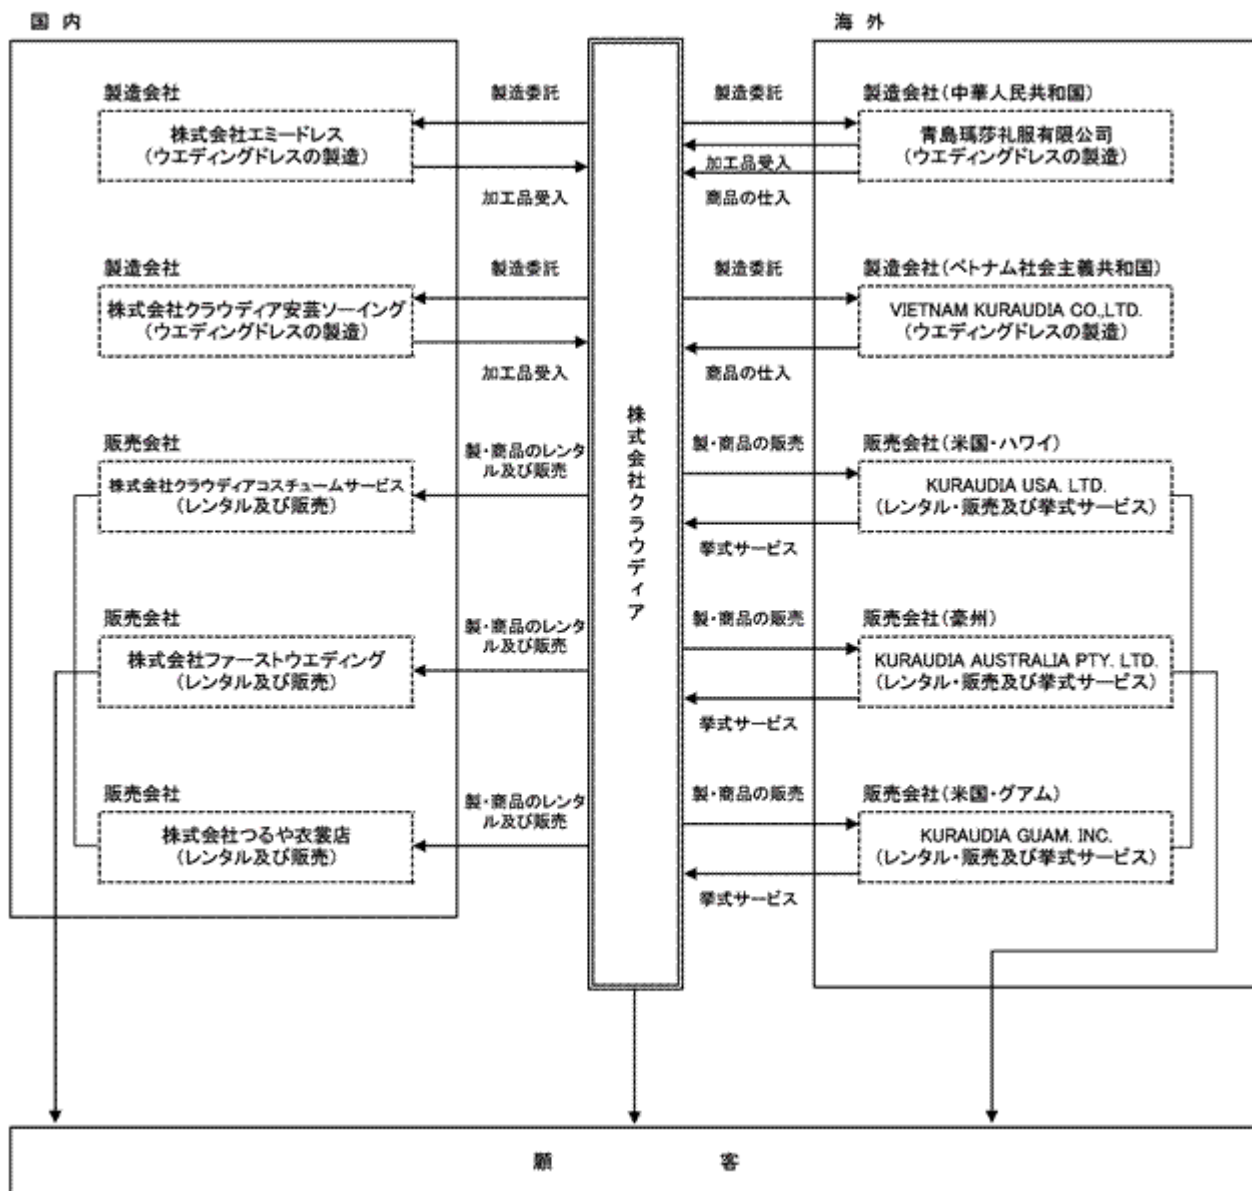 国 内
製造会社
株式会社エミードレス
(ウエディングドレスの製造)
製造委託
加工品受入
製造会社
株式会社クラウディア安芸ソーイング
(ウエディングドレスの製造)
製造委託
加工品受入
販売会社
株式会社クラウディアコスチュームサービス
(レンタル及び販売)
製・商品のレンタ
ル及び販売
販売会社
株式会社ファーストウエディング
(レンタル及び販売)
製・商品のレンタ
ル及び販売
販売会社
株式会社つるや衣裳店
(レンタル及び販売)
製・商品のレンタ
ル及び販売
株式会社クラウディア
海 外
製造会社(中華人民共和国)
青島瑪莎礼服有限公司
(ウエディングドレスの製造)
製造委託
加工品受入
商品の仕入
製造会社(ベトナム社会主義共和国)
VIETNAM KURAUDIA CO.,LTD.
(ウエディングドレスの製造)
製造委託
商品の仕入
販売会社(米国・ハワイ)
KURAUDIA USA. LTD.
(レンタル・販売及び挙式サービス)
製・商品の販売
挙式サービス
販売会社(豪州)
KURAUDIA AUSTRALIA PTY. LTD.
(レンタル・販売及び挙式サービス)
製・商品の販売
挙式サービス
販売会社(米国・グアム)
KURAUDIA GUAM. INC.
(レンタル・販売及び挙式サービス)
製・商品の販売
挙式サービス
顧 客